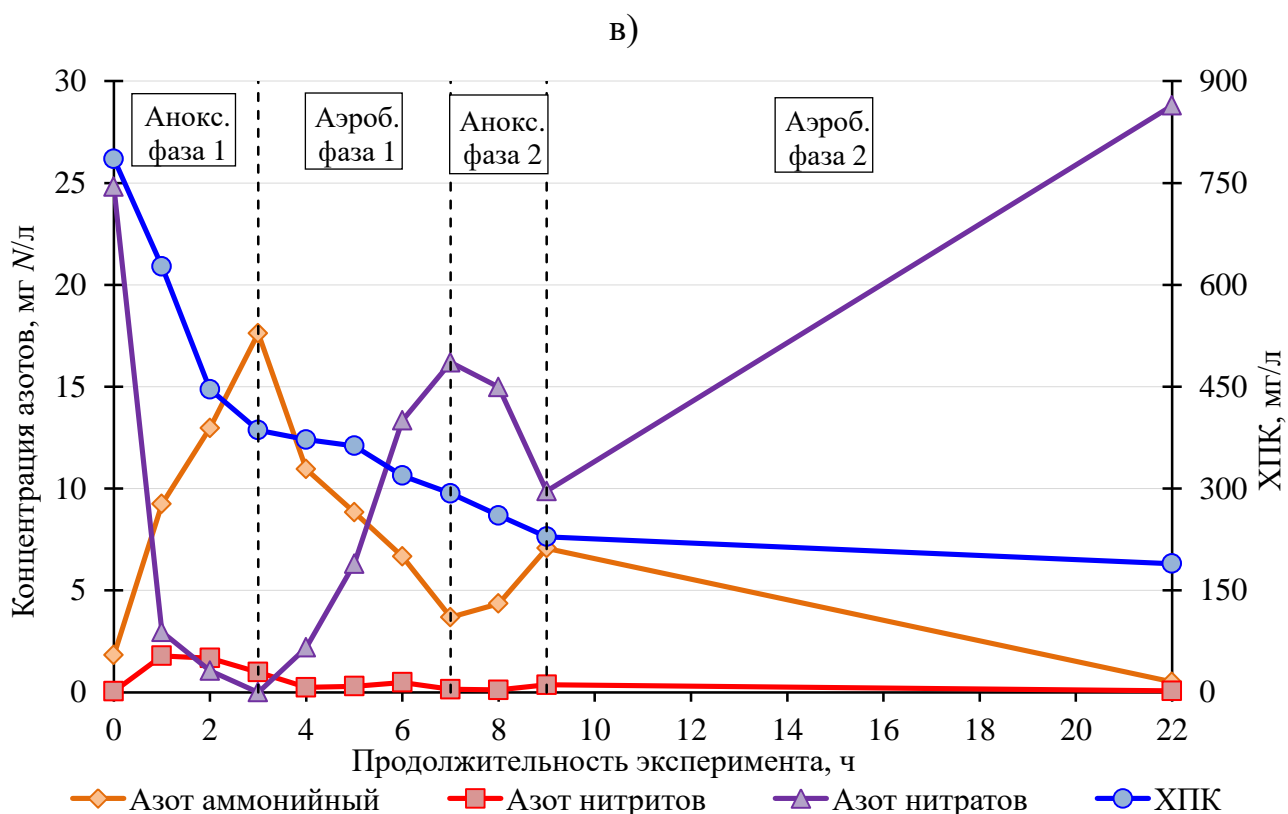 в)
Концентрация азотов, мг N/л
30
25
20
15
10
5
0
Анокс.
фаза 1
Аэроб.
фаза 1
Анокс.
фаза 2
Аэроб.
фаза 2
900
750
600
450
300
150
0
ХПК, мг/л
0 2 4 6 8 10 12 14 16 18 20 22
Продолжительность эксперимента, ч
Азот аммонийный Азот нитритов Азот нитратов ХПК